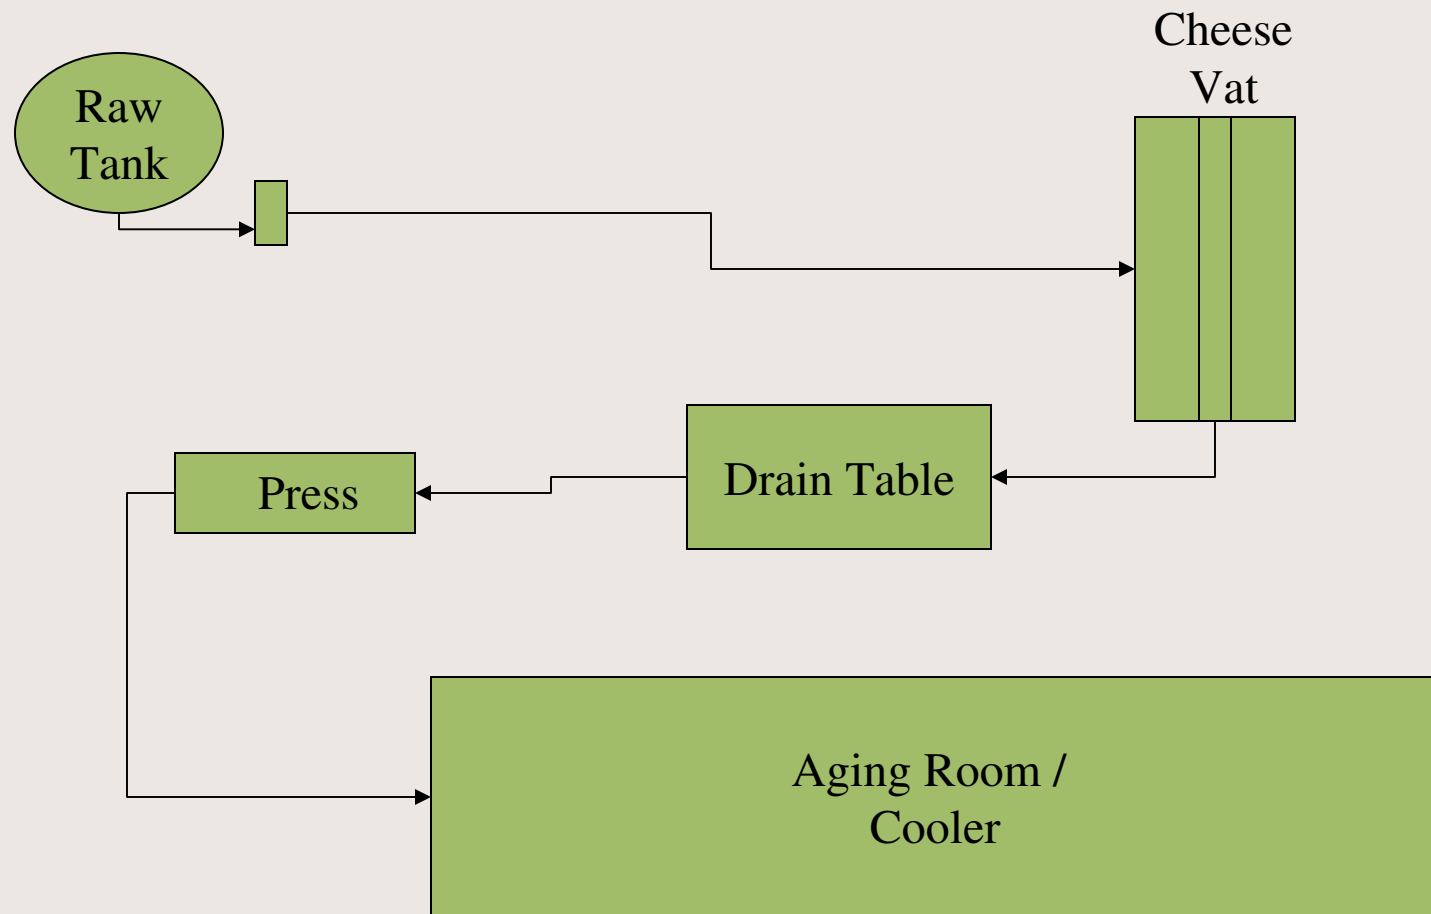 Cheese
Vat
Raw
Tank
Drain Table
Press
Aging Room /
Cooler